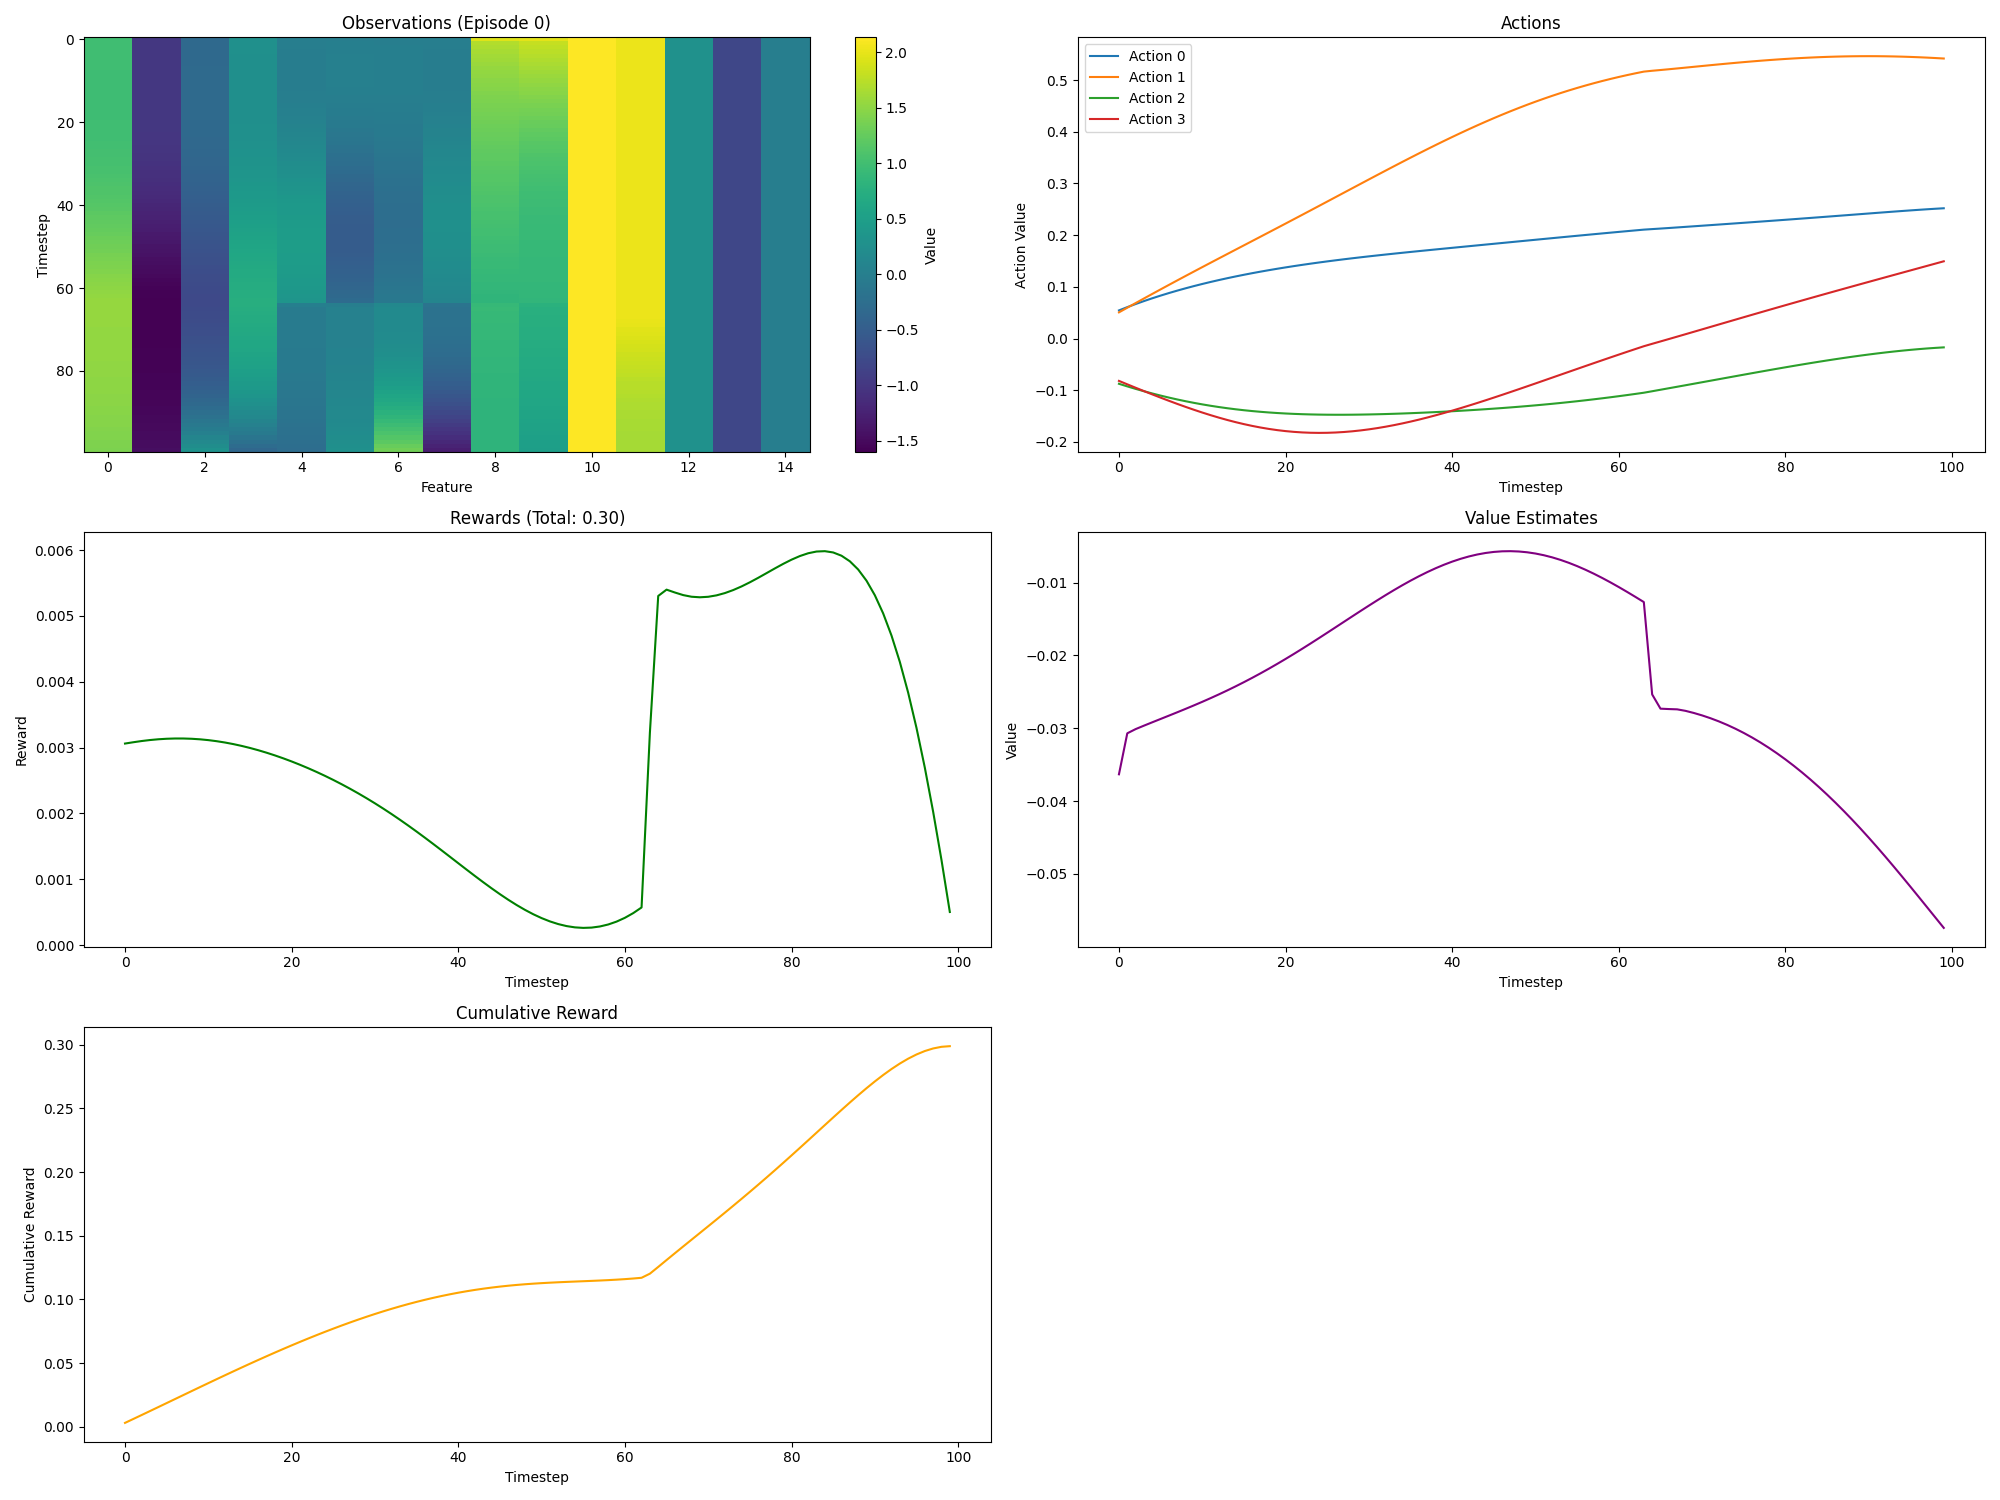 Observations (Episode 0)
0
20
40
60
80
Timestep
0 2 4 6 8 10 12 14
Feature
2.0
1.5
1.0
0.5
0.0
−0.5
−1.0
−1.5
Value
Actions
Action 0
Action 1
Action 2
Action 3
0.5
0.4
0.3
0.2
0.1
0.0
−0.1
−0.2
Action Value
0 20 40 60 80 100
Timestep
Rewards (Total: 0.30)
0.006
0.005
0.004
0.003
0.002
0.001
0.000
Reward
0 20 40 60 80 100
Timestep
Value Estimates
−0.01
−0.02
−0.03
−0.04
−0.05
Value
0 20 40 60 80 100
Timestep
Cumulative Reward
0.30
0.25
0.20
0.15
0.10
0.05
0.00
Cumulative Reward
0 20 40 60 80 100
Timestep